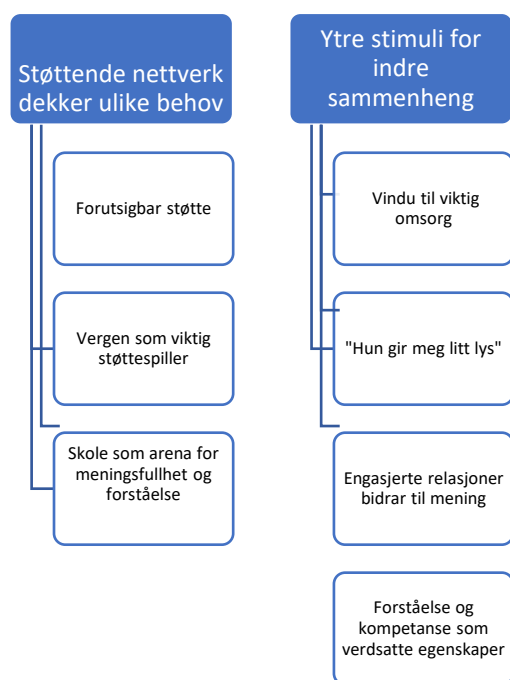 Støttende nettverk
dekker ulike behov
Forutsigbar støtte
Vergen som viktig
støttespiller
Skole som arena for
meningsfullhet og
forståelse
Ytre stimuli for
indre
sammenheng
Vindu til viktig
omsorg
"Hun gir meg litt lys"
Engasjerte relasjoner
bidrar til mening
Forståelse og
kompetanse som
verdsatte egenskaper